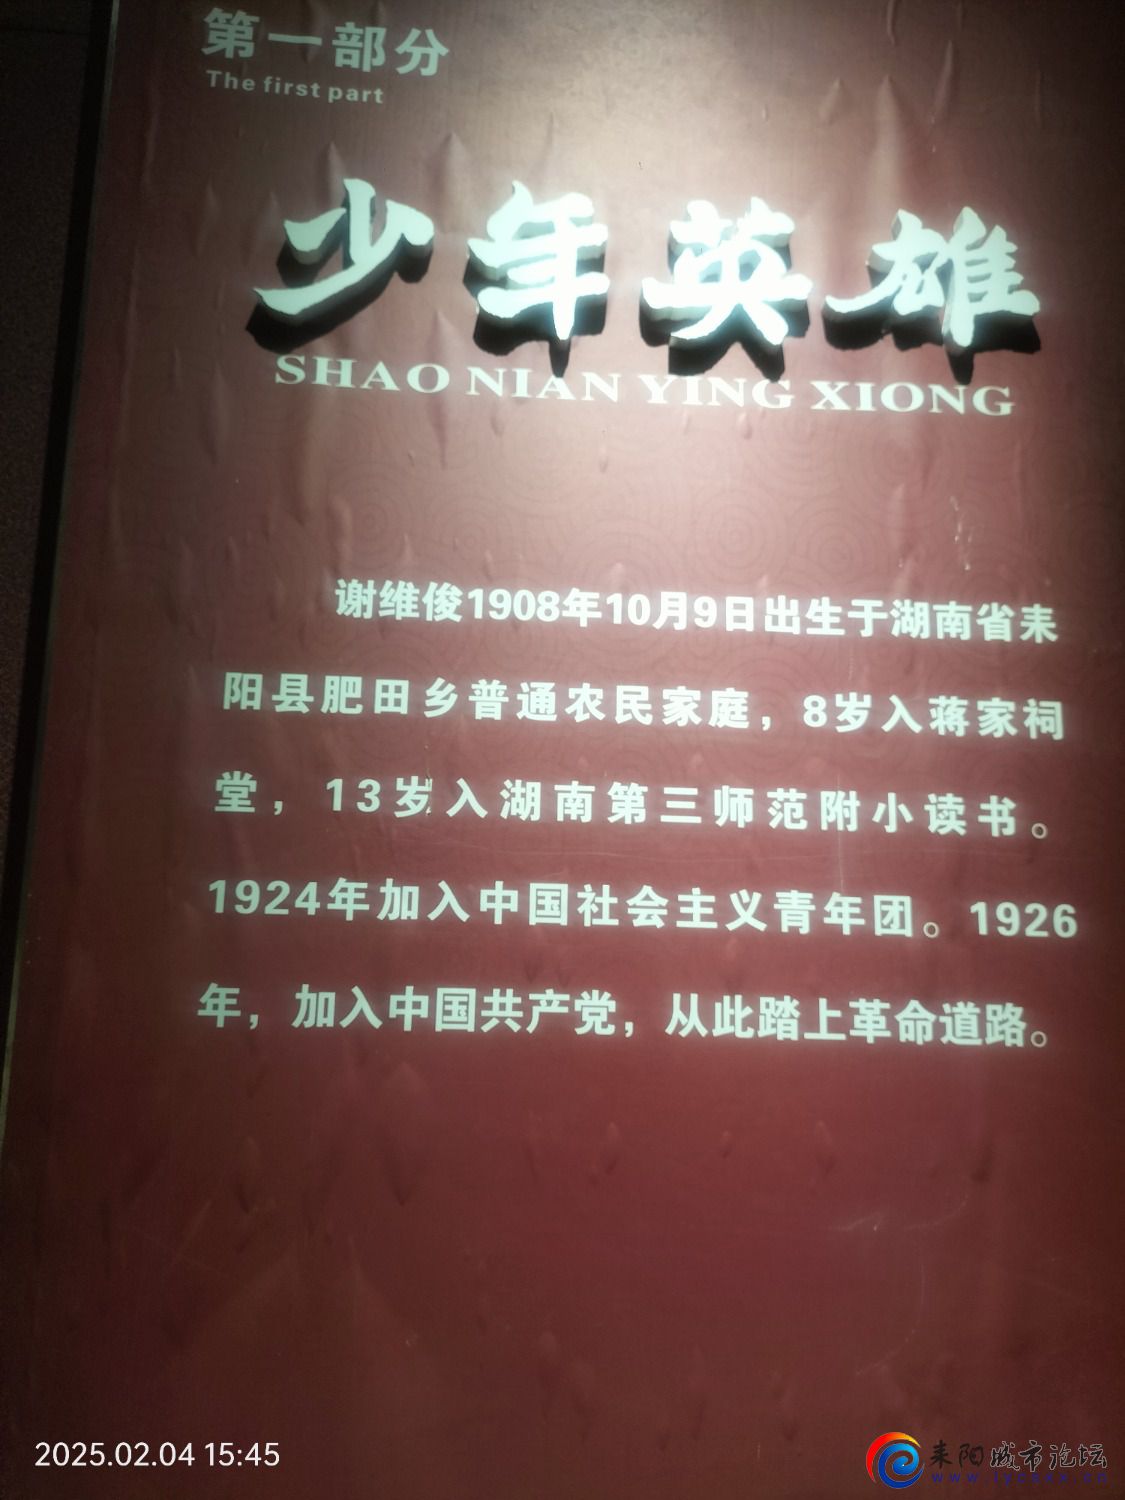 第一部分
The first part
少年英雄
SHAO NIAN YING XIONG
谢维俊1908年10月9日出生于湖南省耒
阳县肥田乡普通农民家庭，8岁入蒋家祠
堂，13岁入湖南第三师范附小读书。
1924年加入中国社会主义青年团。1926
年，加入中国共产党，从此踏上革命道路。
2025.02.04 15:45
耒阳城市论坛